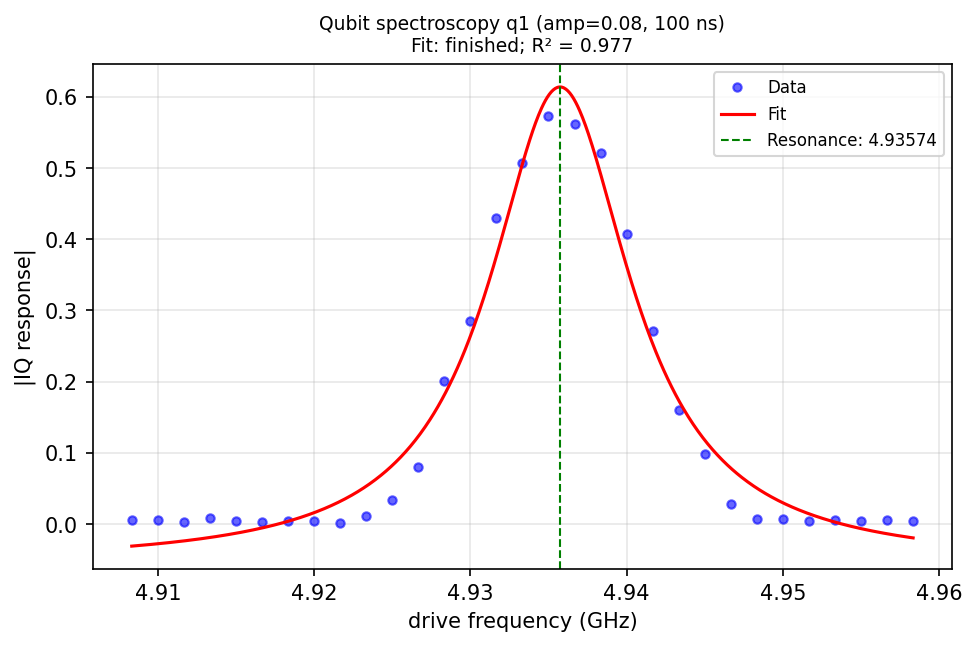 Qubit spectroscopy q1 (amp=0.08, 100 ns)
Fit: finished; R² = 0.977
Data
Fit
Resonance: 4.93574
|IQ response|
0.6
0.5
0.4
0.3
0.2
0.1
0.0
4.91 4.92 4.93 4.94 4.95 4.96
drive frequency (GHz)